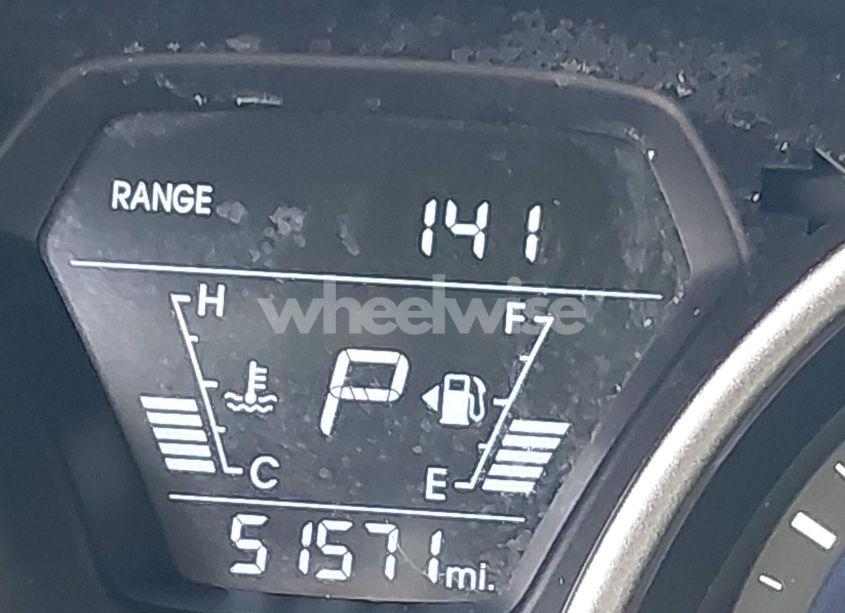 RANGE 141
H F
wheelwise
P
C E
51571 mi.